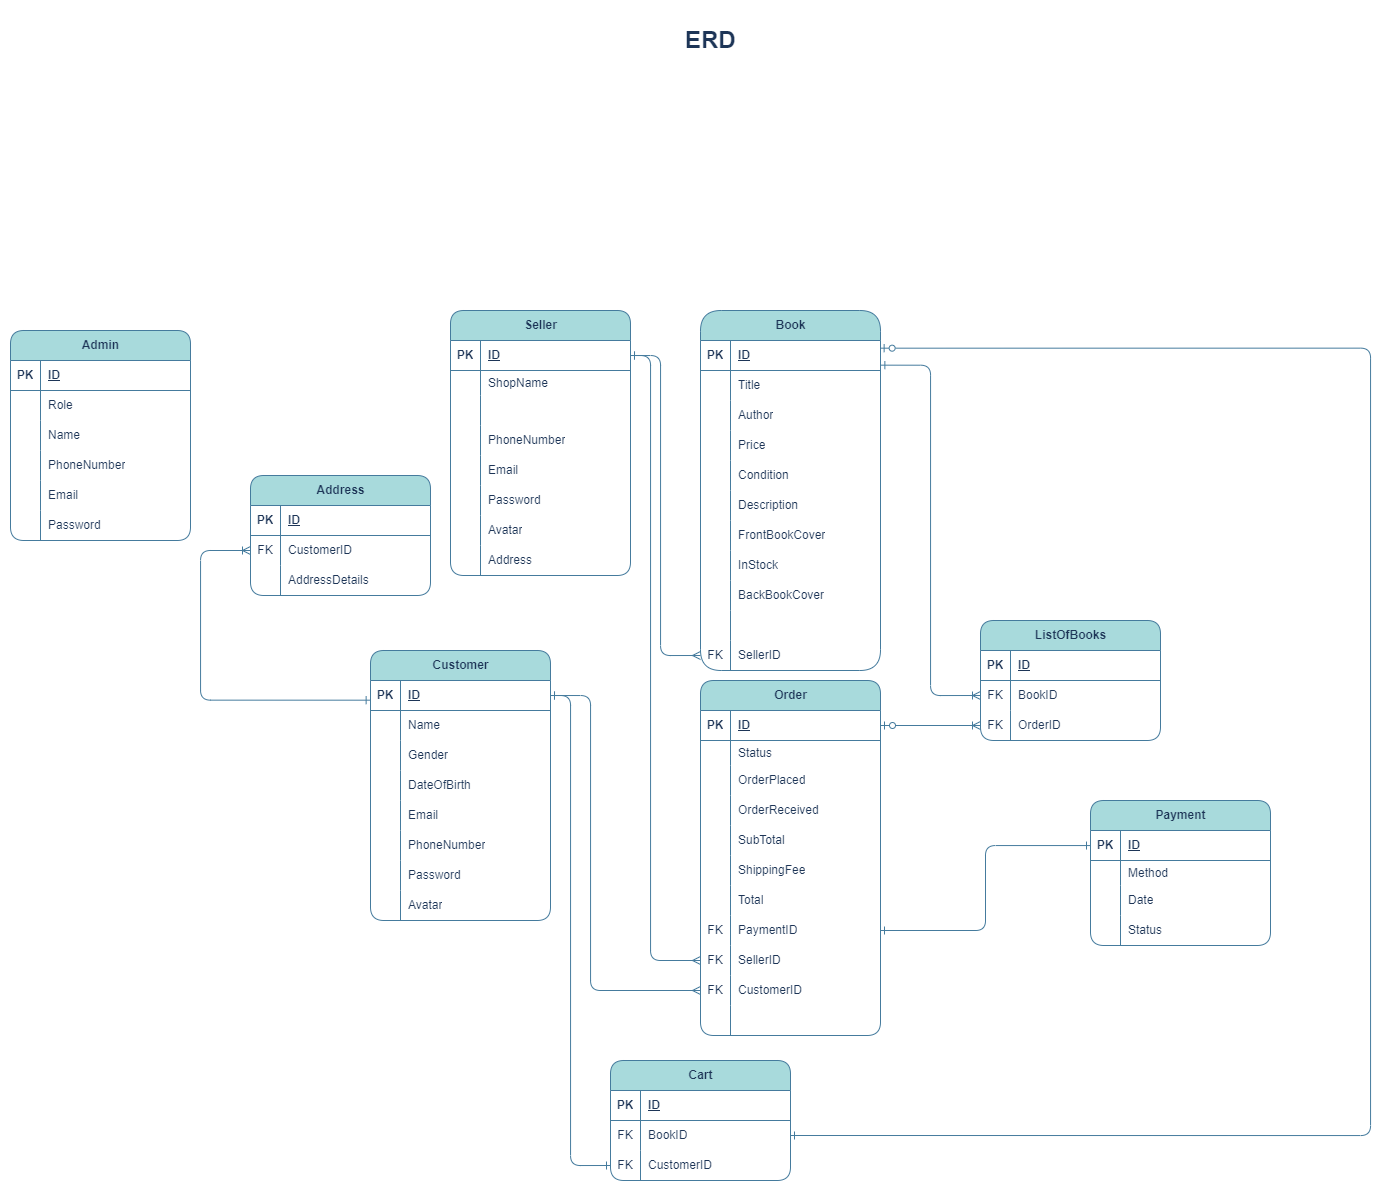 ERD
Admin
PK ID
Role
Name
PhoneNumber
Email
Password
Address
PK ID
FK CustomerID
AddressDetails
Seller
PK ID
ShopName
PhoneNumber
Email
Password
Avatar
Address
Book
PK ID
Title
Author
Price
Condition
Description
FrontBookCover
InStock
BackBookCover
FK SellerID
ListOfBooks
PK ID
FK BookID
FK OrderID
Customer
PK ID
Name
Gender
DateOfBirth
Email
PhoneNumber
Password
Avatar
Order
PK ID
Status
OrderPlaced
OrderReceived
SubTotal
ShippingFee
Total
FK PaymentID
FK SellerID
FK CustomerID
Payment
PK ID
Method
Date
Status
Cart
PK ID
FK BookID
FK CustomerID